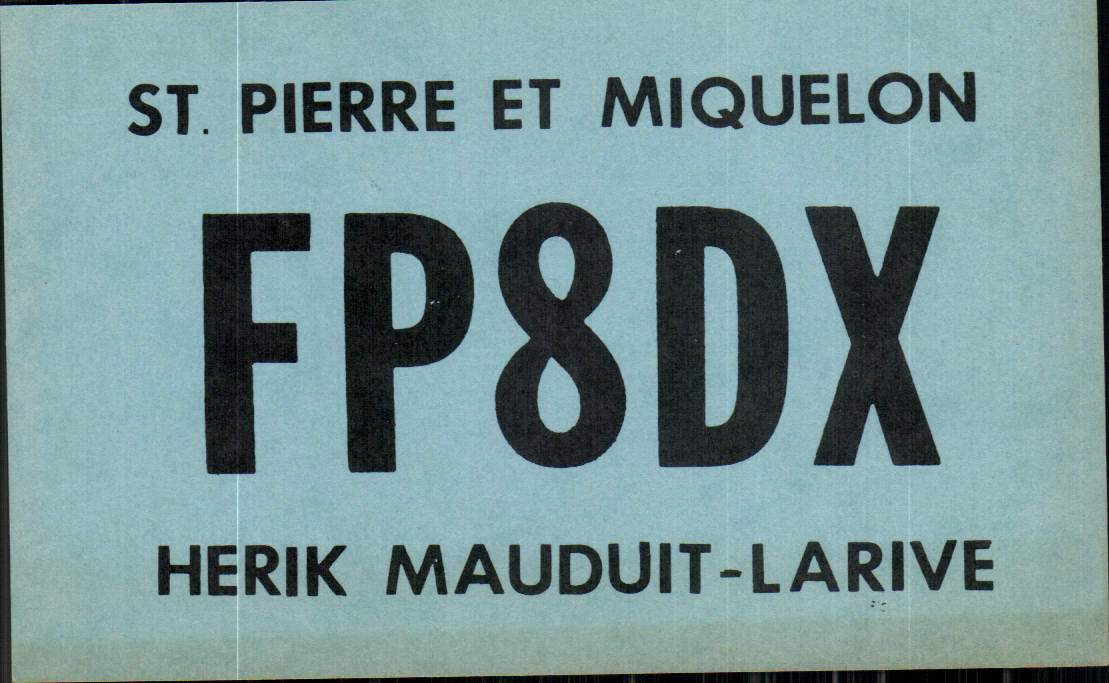 ST. PIERRE ET MIQUELON
FP8DX
HERIK MAUDUIT-LARIVE